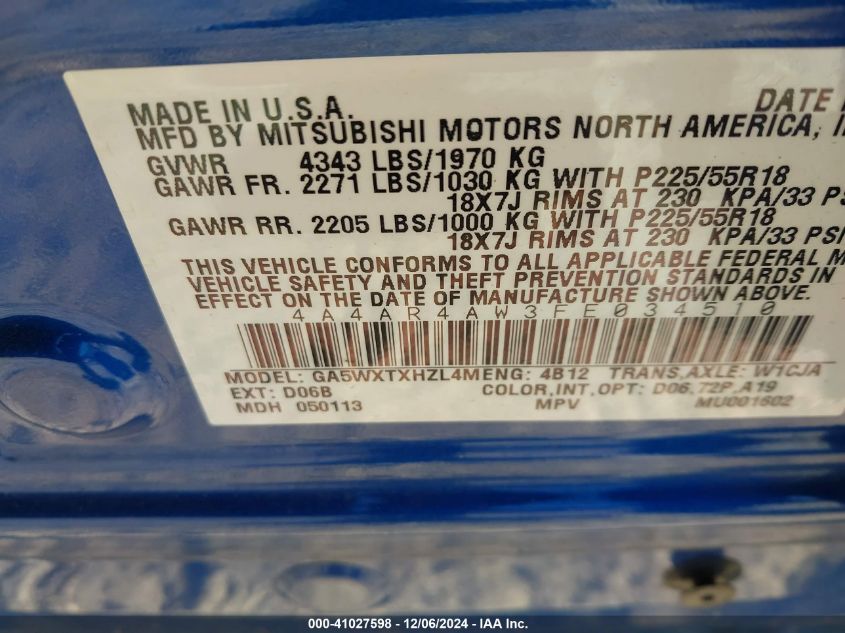 MADE IN U.S.A. DATE
MFD BY MITSUBISHI MOTORS NORTH AMERICA,
GVWR 4343 LBS/1970 KG
GAWR FR. 2271 LBS/1030 KG WITH P225/55R18
18X7J RIMS AT 230 KPA/33
GAWR RR. 2205 LBS/1000 KG WITH P225/55R18
18X7J RIMS AT 230 KPA/33 PSI
THIS VEHICLE CONFORMS TO ALL APPLICABLE FEDERAL
VEHICLE SAFETY AND THEFT PREVENTION STANDARDS IN
EFFECT ON THE DATE OF MANUFACTURE SHOWN ABOVE.
4A4AR4AW3FE034510
MODEL: GA5WXTXHZL4M ENG: 4B12 TRANS,AXLE: W1CJA
EXT: D06B COLOR,INT,OPT: D06,72P,A19
MDH 050113 MPV MU001602
000-41027598 - 12/06/2024 - IAA Inc.